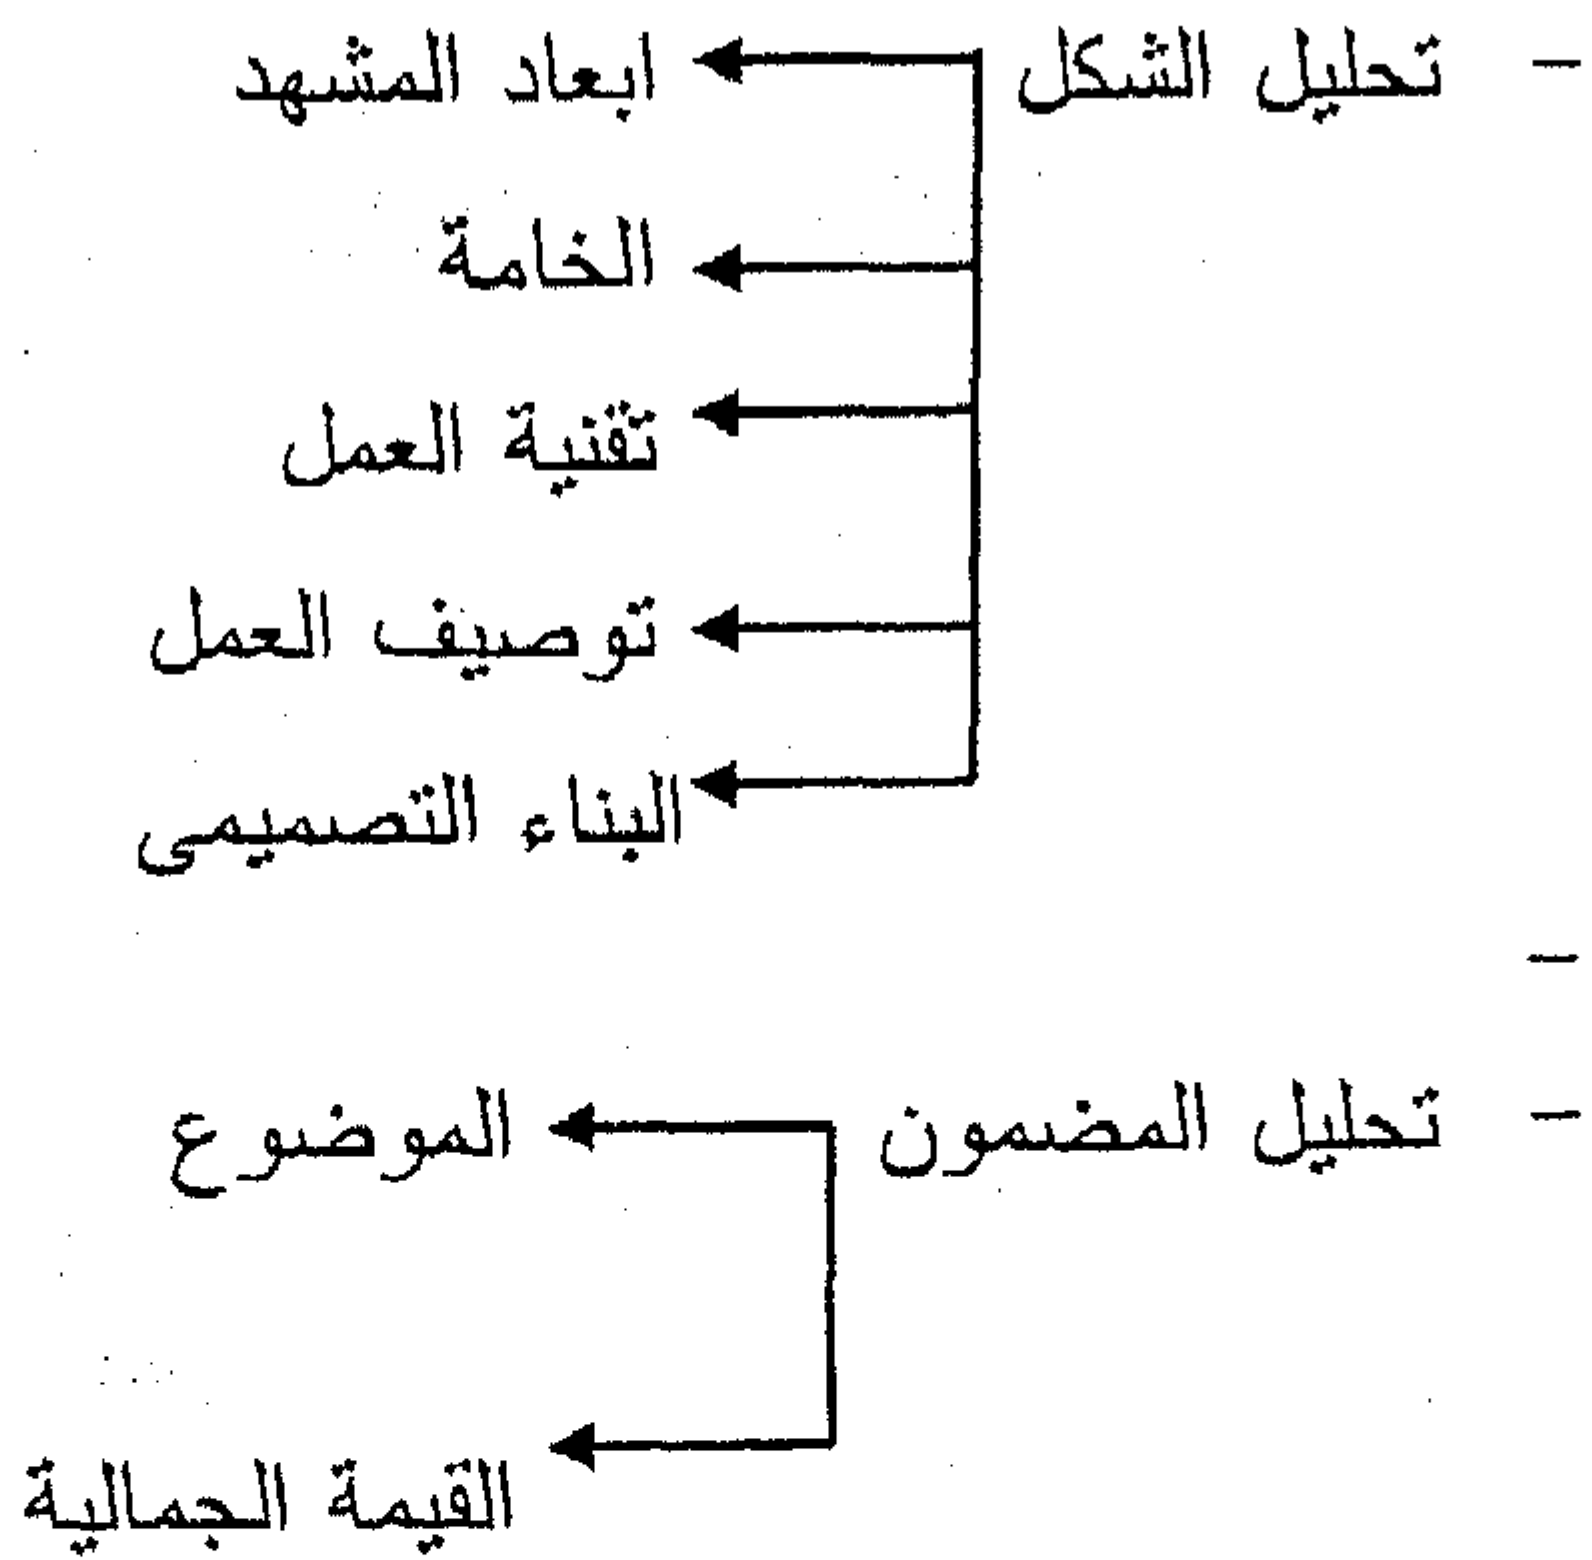 - تحليل الشكل ابعاد المشهد
الخامة
تقنية العمل
توصيف العمل
البناء التصميمى
-
- تحليل المضمون الموضوع
القيمة الجمالية